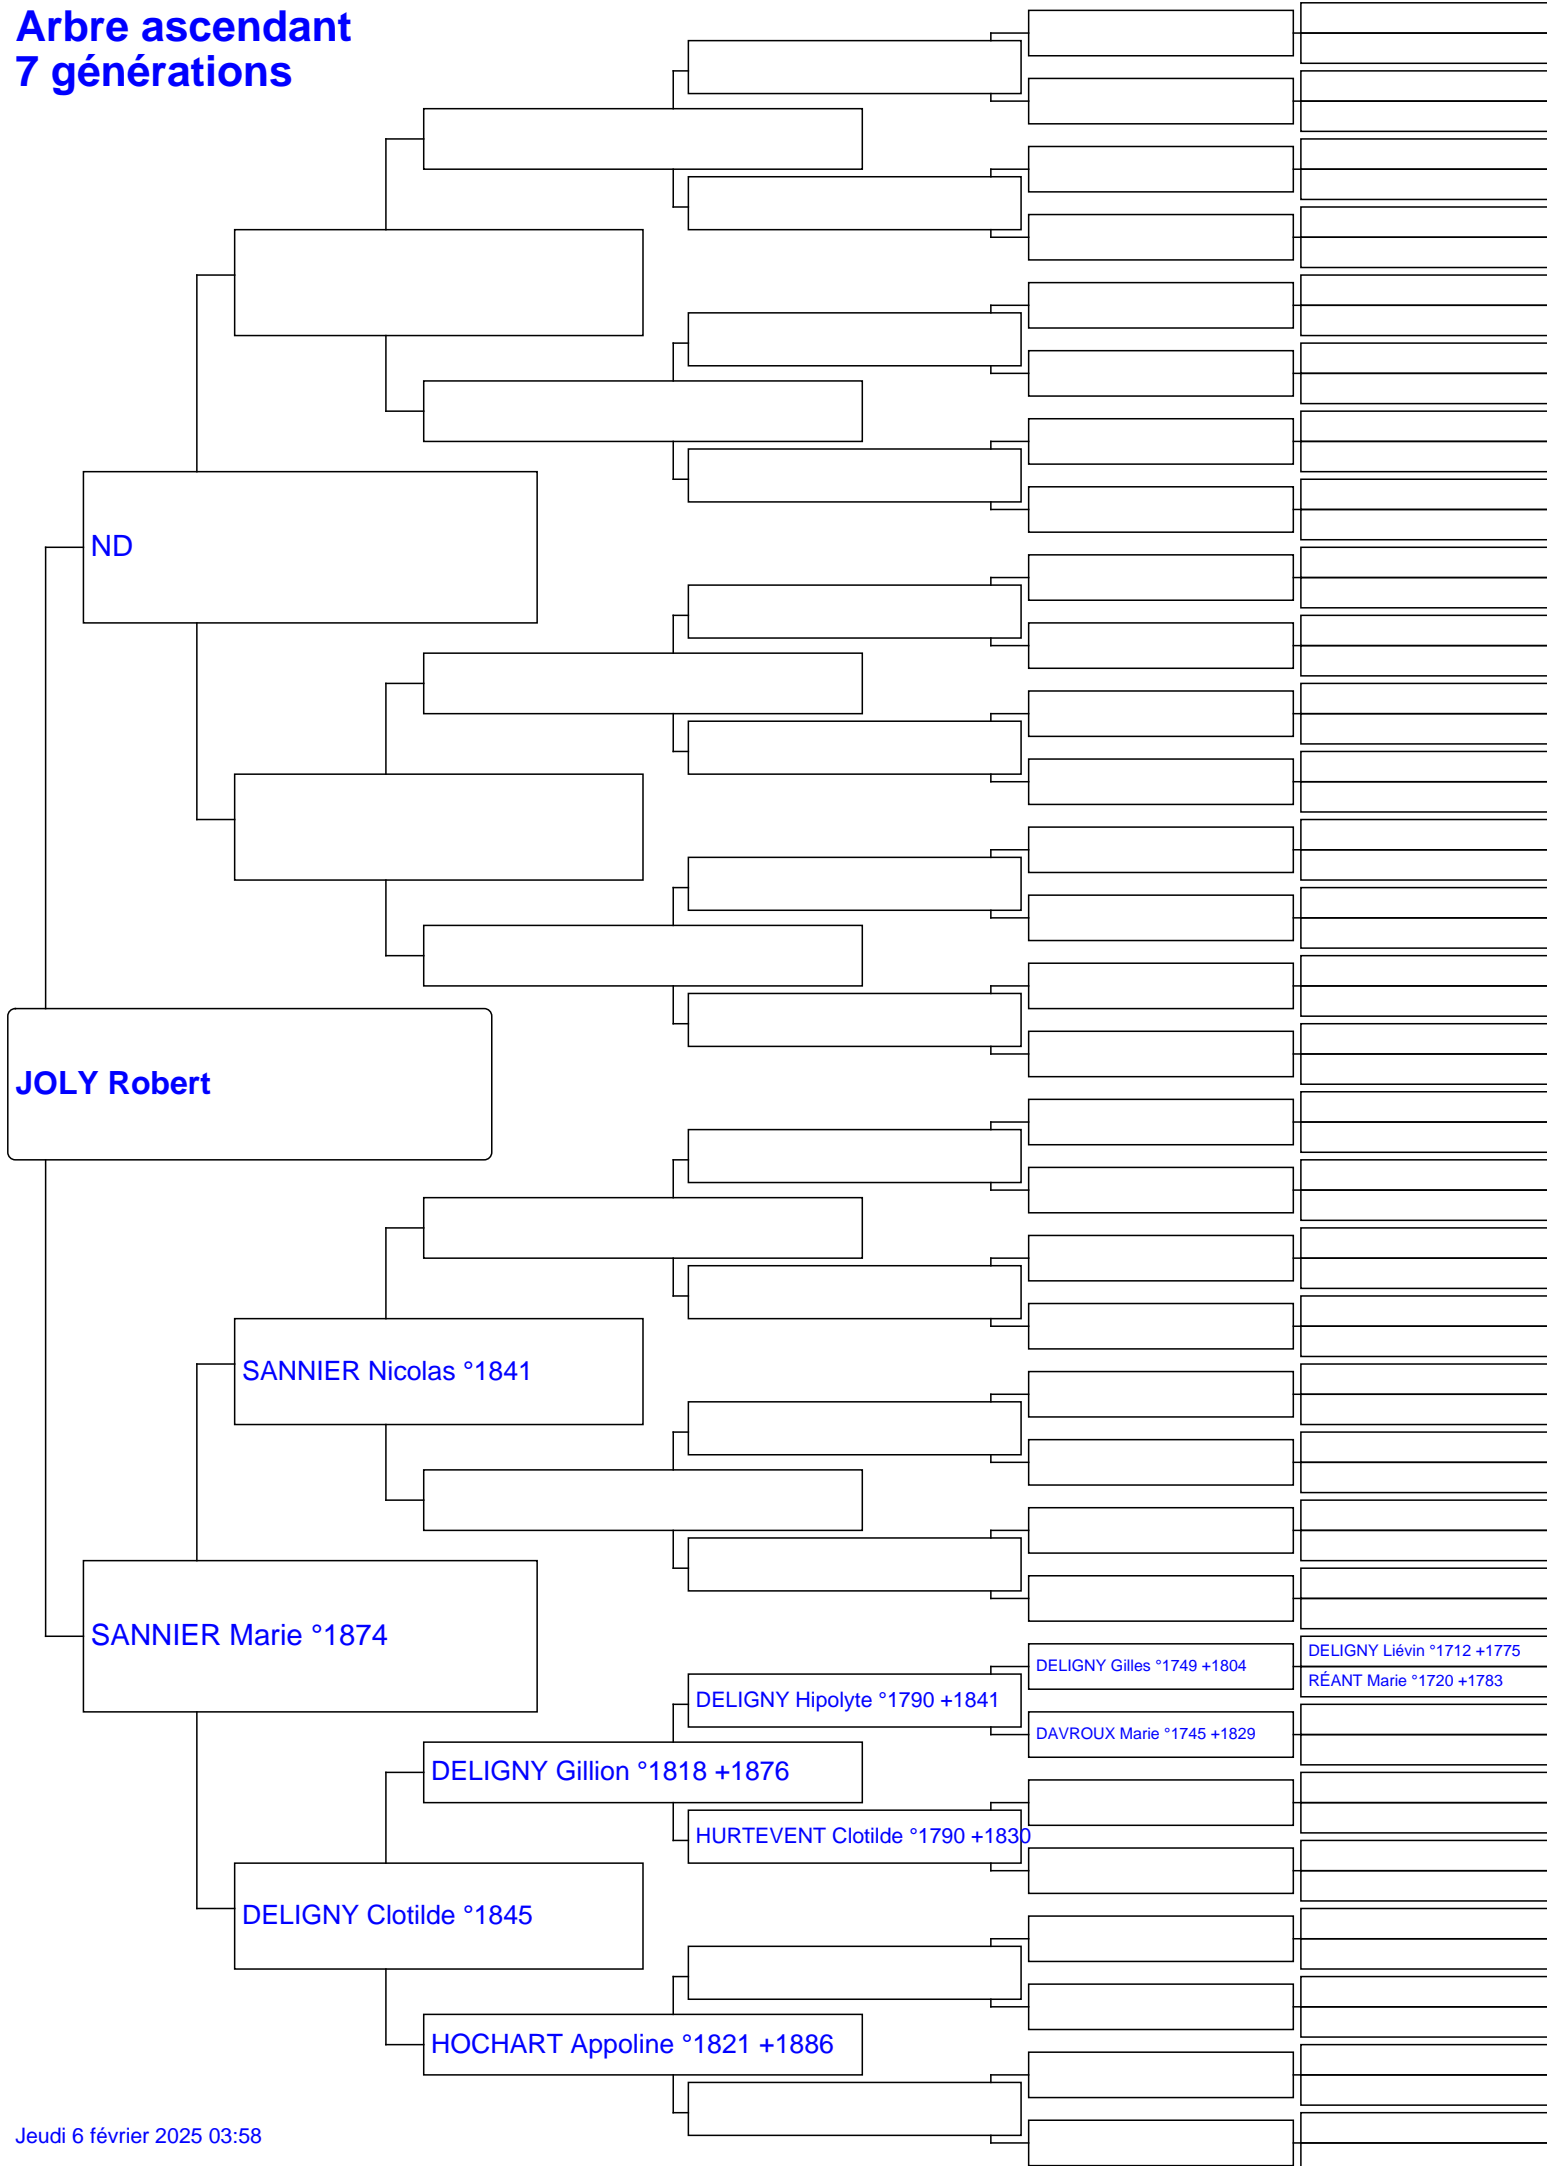 Arbre ascendant
7 générations
ND
JOLY Robert
SANNIER Nicolas °1841
SANNIER Marie °1874
DELIGNY Liévin °1712 +1775
DELIGNY Gilles °1749 +1804
RÉANT Marie °1720 +1783
DELIGNY Hipolyte °1790 +1841
DAVROUX Marie °1745 +1829
DELIGNY Gillion °1818 +1876
HURTEVENT Clotilde °1790 +1830
DELIGNY Clotilde °1845
HOCHART Appoline °1821 +1886
Jeudi 6 février 2025 03:58